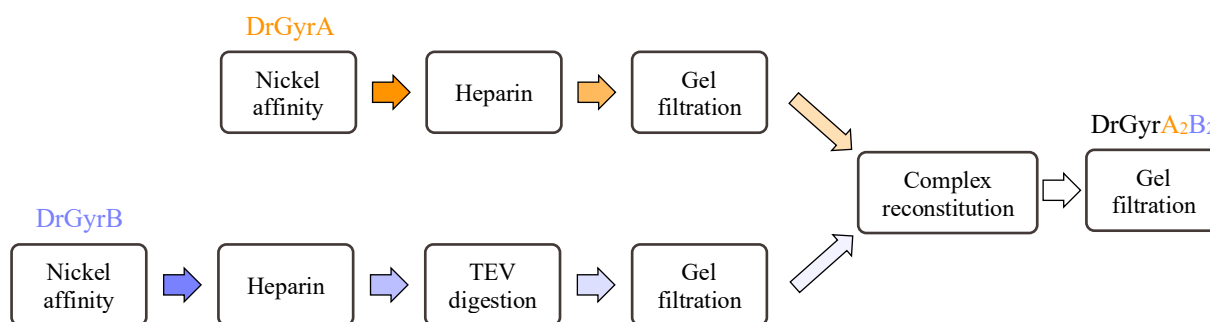 DrGyrA
Nickel
affinity
Heparin
Gel
filtration
DrGyrB
Nickel
affinity
Heparin
TEV
digestion
Gel
filtration
Complex
reconstitution
DrGyrA₂B₂
Gel
filtration